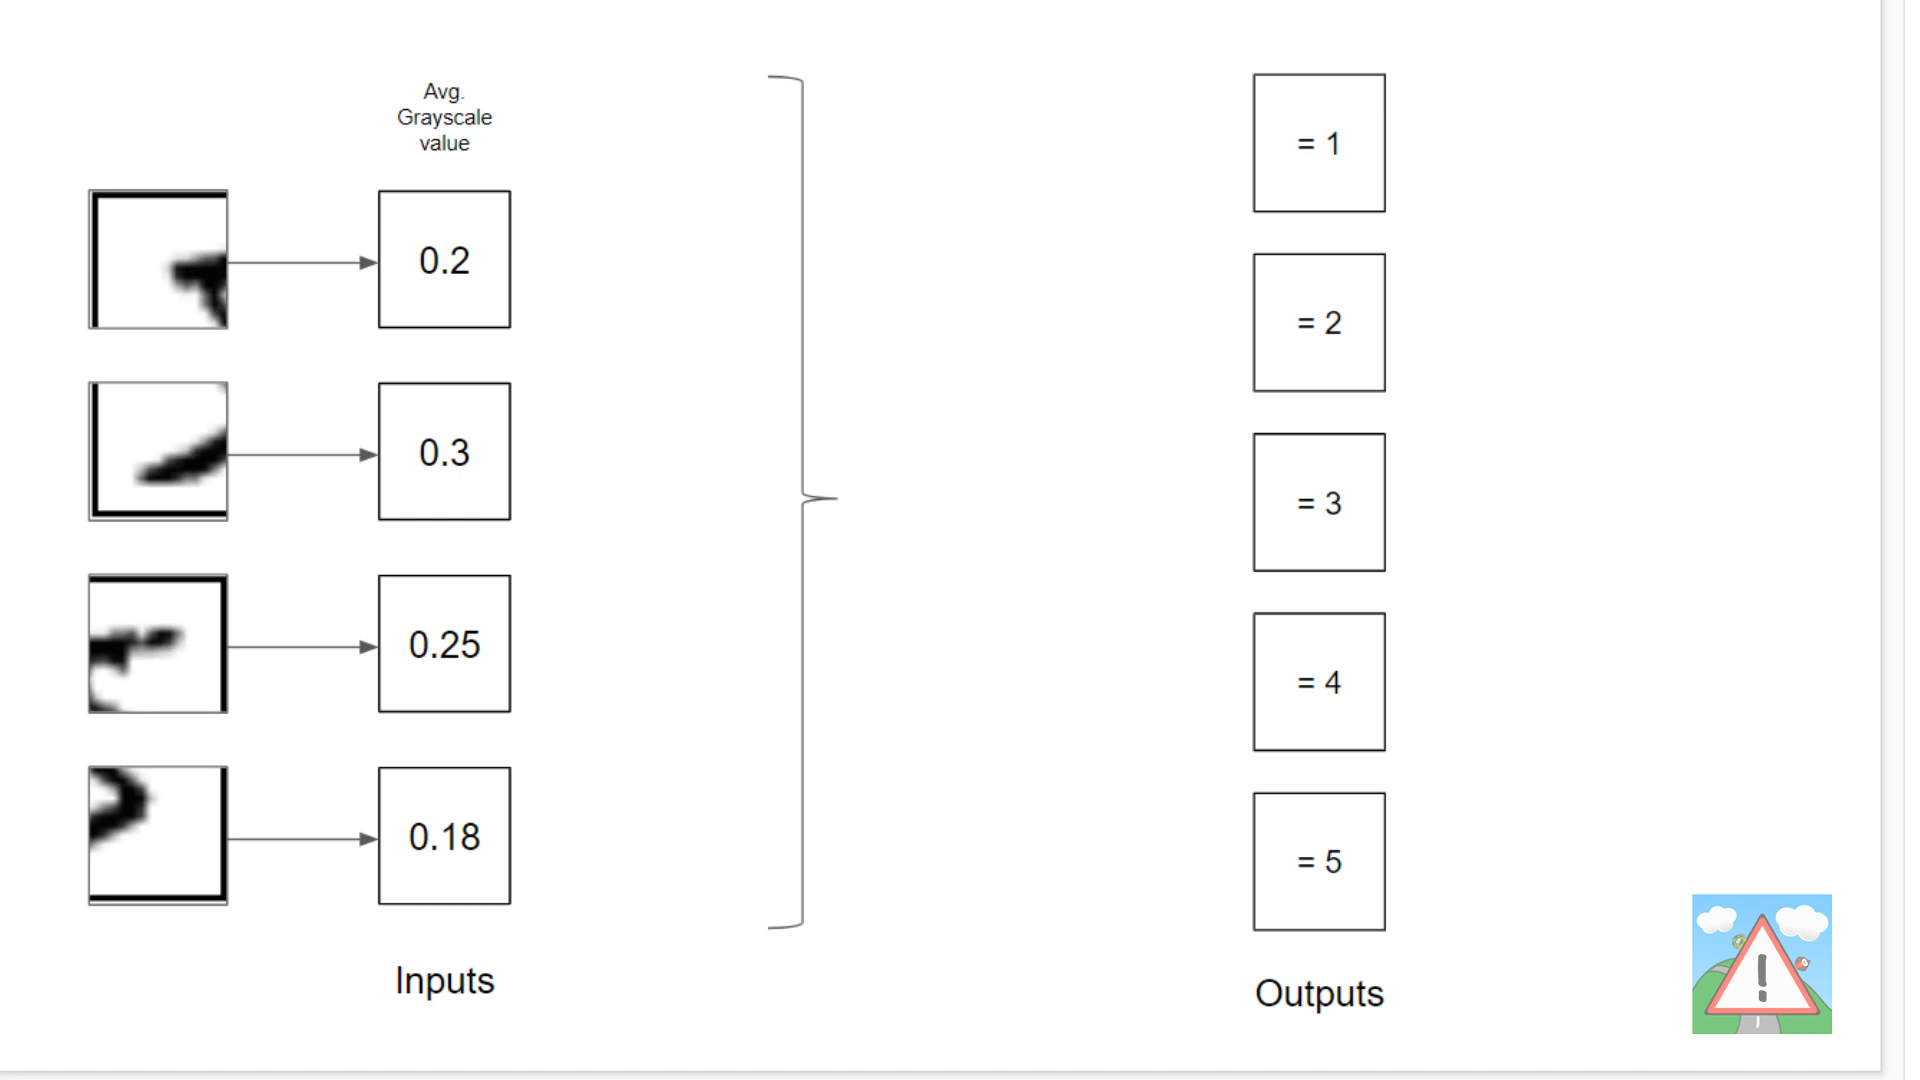 Avg.
Grayscale
value
0.2
0.3
0.25
0.18
Inputs
= 1
= 2
= 3
= 4
= 5
Outputs
!